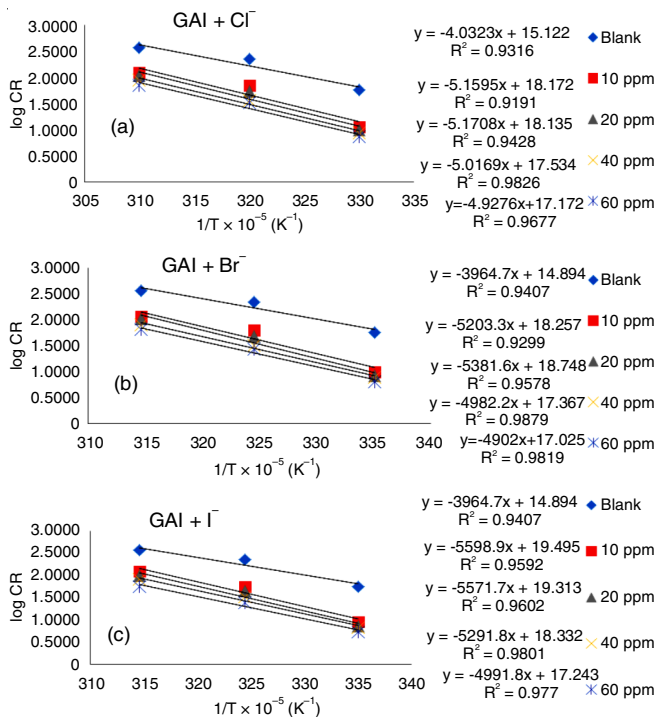 GAI + Cl⁻
3.0000
2.5000
2.0000
1.5000
1.0000
0.5000
0
log CR
(a)
305 310 315 320 325 330 335
1/T × 10⁻⁵ (K⁻¹)
y = -4.0323x + 15.122
R² = 0.9316
y = -5.1595x + 18.172
R² = 0.9191
y = -5.1708x + 18.135
R² = 0.9428
y = -5.0169x + 17.534
R² = 0.9826
y=-4.9276x+17.172
R² = 0.9677
Blank
10 ppm
20 ppm
40 ppm
60 ppm
GAI + Br⁻
3.0000
2.5000
2.0000
1.5000
1.0000
0.5000
0
log CR
(b)
310 315 320 325 330 335 340
1/T × 10⁻⁵ (K⁻¹)
y = -3964.7x + 14.894
R² = 0.9407
y = -5203.3x + 18.257
R² = 0.9299
y = -5381.6x + 18.748
R² = 0.9578
y = -4982.2x + 17.367
R² = 0.9879
y=-4902x+17.025
R² = 0.9819
Blank
10 ppm
20 ppm
40 ppm
60 ppm
GAI + I⁻
3.0000
2.5000
2.0000
1.5000
1.0000
0.5000
0
log CR
(c)
310 315 320 325 330 335 340
1/T × 10⁻⁵ (K⁻¹)
y = -3964.7x + 14.894
R² = 0.9407
y = -5598.9x + 19.495
R² = 0.9592
y = -5571.7x + 19.313
R² = 0.9602
y = -5291.8x + 18.332
R² = 0.9801
y = -4991.8x + 17.243
R² = 0.977
Blank
10 ppm
20 ppm
40 ppm
60 ppm